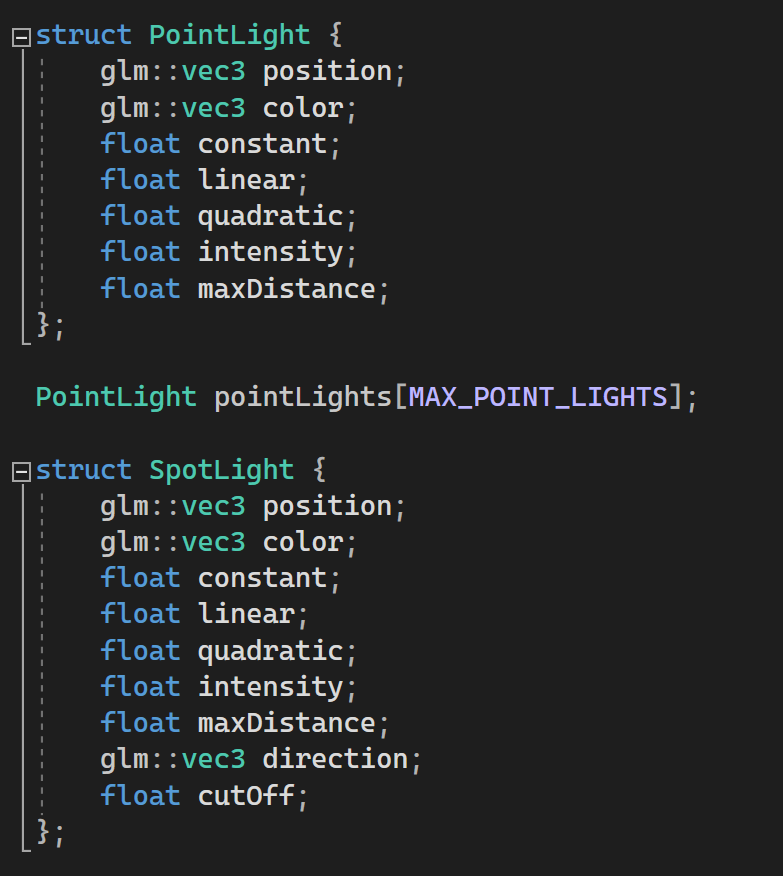 struct PointLight {
glm::vec3 position;
glm::vec3 color;
float constant;
float linear;
float quadratic;
float intensity;
float maxDistance;
};
PointLight pointLights[MAX_POINT_LIGHTS];
struct SpotLight {
glm::vec3 position;
glm::vec3 color;
float constant;
float linear;
float quadratic;
float intensity;
float maxDistance;
glm::vec3 direction;
float cutOff;
};